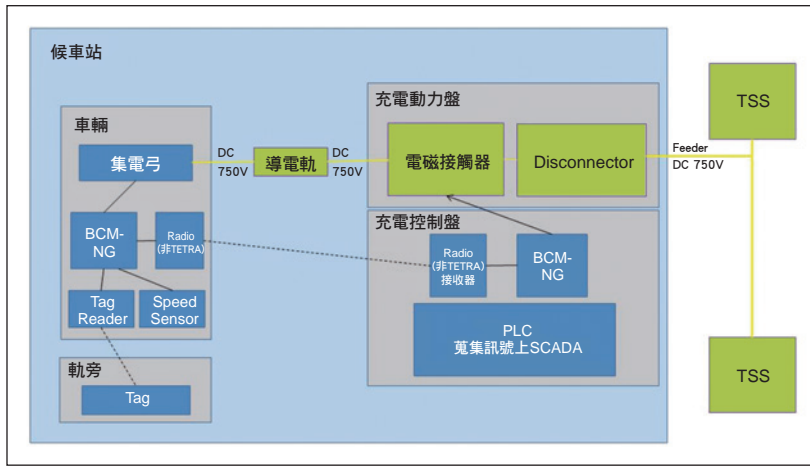 候車站
車輛
集電弓
DC
750V
導電軌
DC
750V
BCM-
NG
Radio
(非TETRA)
Tag
Reader
Speed
Sensor
軌旁
Tag
充電動力盤
電磁接觸器
Disconnector
充電控制盤
Radio
(非TETRA)
接收器
BCM-
NG
PLC
蒐集訊號上SCADA
Feeder
DC 750V
TSS
TSS